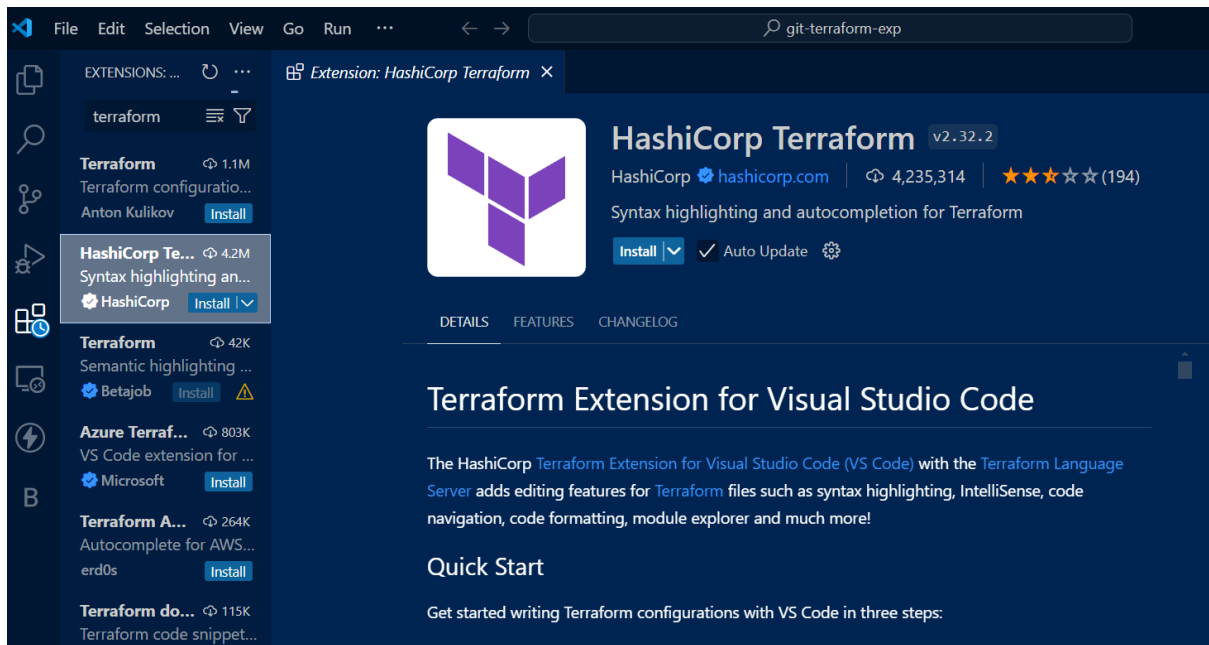 File Edit Selection View Go Run ··· git-terraform-exp
EXTENSIONS: ... ···
Extension: HashiCorp Terraform
terraform
Terraform 1.1M
Terraform configuratio...
Anton Kulikov Install
HashiCorp Te... 4.2M
Syntax highlighting an...
HashiCorp Install
Terraform 42K
Semantic highlighting ...
Betajob Install
Azure Terraf... 803K
VS Code extension for ...
Microsoft Install
Terraform A... 264K
Autocomplete for AWS...
erd0s Install
Terraform do... 115K
Terraform code snippet...
B
HashiCorp Terraform v2.32.2
HashiCorp hashicorp.com 4,235,314 (194)
Syntax highlighting and autocompletion for Terraform
Install Auto Update
DETAILS FEATURES CHANGELOG
Terraform Extension for Visual Studio Code
The HashiCorp Terraform Extension for Visual Studio Code (VS Code) with the Terraform Language
Server adds editing features for Terraform files such as syntax highlighting, IntelliSense, code
navigation, code formatting, module explorer and much more!
Quick Start
Get started writing Terraform configurations with VS Code in three steps: